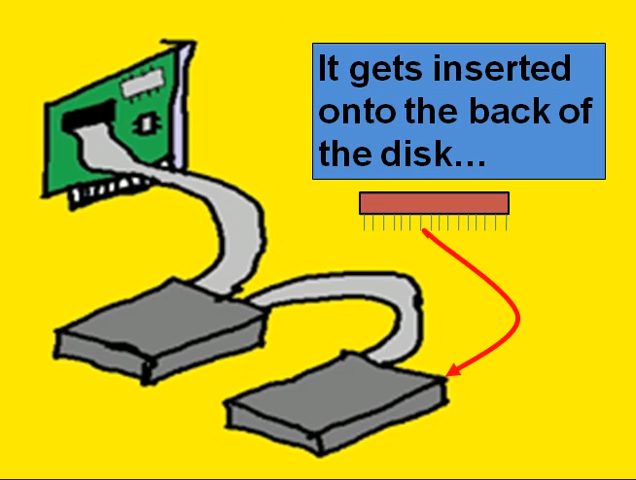 It gets inserted
onto the back of
the disk...